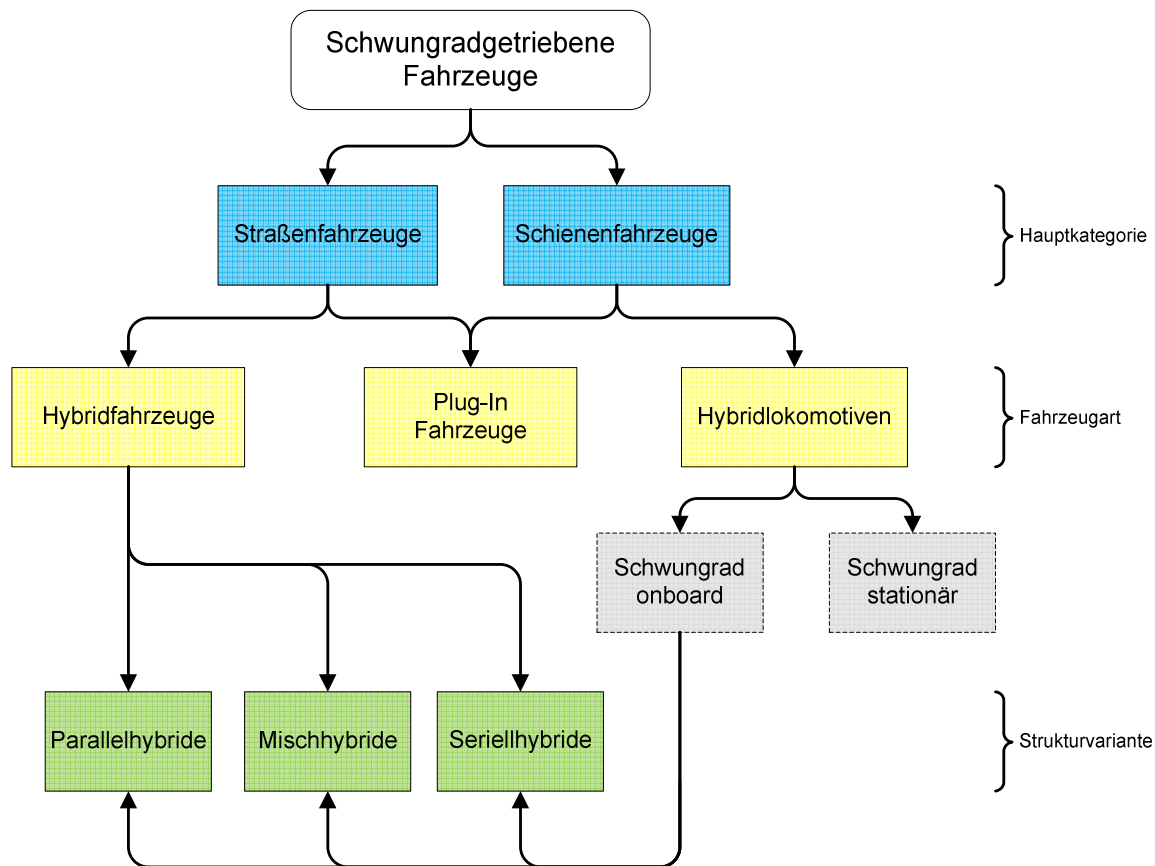 Schwungradgetriebene
Fahrzeuge
Straßenfahrzeuge
Schienenfahrzeuge
Hauptkategorie
Hybridfahrzeuge
Plug-In
Fahrzeuge
Hybridlokomotiven
Fahrzeugart
Schwungrad
onboard
Schwungrad
stationär
Parallelhybride
Mischhybride
Seriellhybride
Strukturvariante